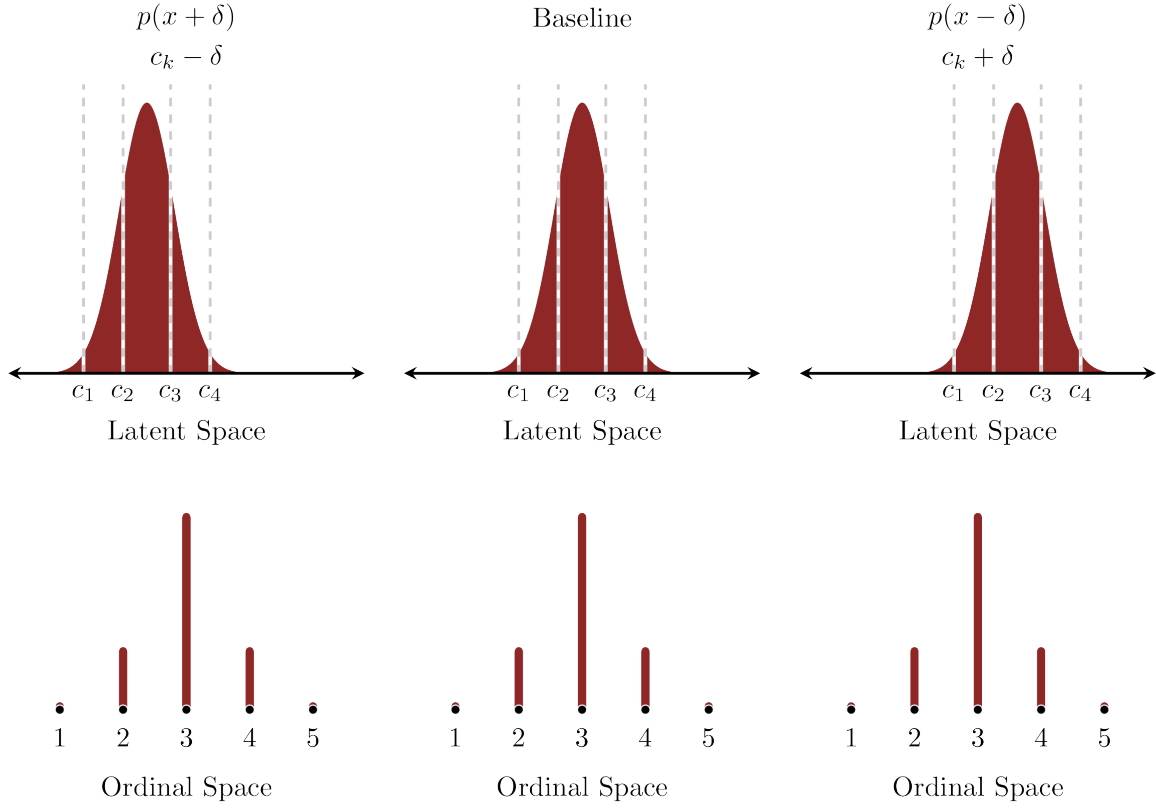 p(x + δ)
c_k − δ
Baseline
p(x − δ)
c_k + δ
c_1 c_2 c_3 c_4
c_1 c_2 c_3 c_4
c_1 c_2 c_3 c_4
Latent Space
Latent Space
Latent Space
1 2 3 4 5
1 2 3 4 5
1 2 3 4 5
Ordinal Space
Ordinal Space
Ordinal Space